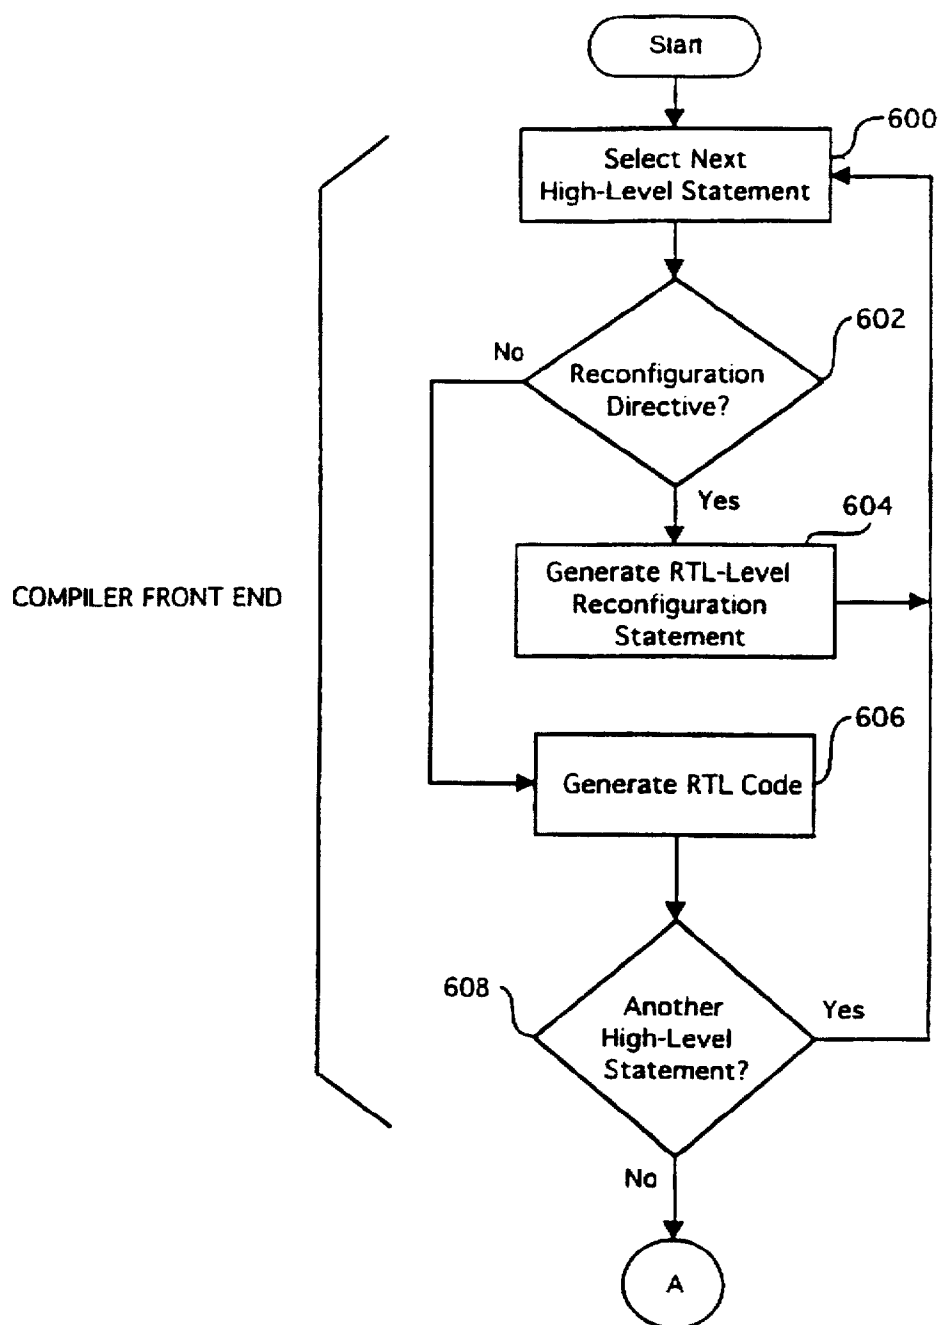 Start
600
Select Next
High-Level Statement
602
No
Reconfiguration
Directive?
Yes
604
Generate RTL-Level
Reconfiguration
Statement
COMPILER FRONT END
606
Generate RTL Code
608
Another
High-Level
Statement?
Yes
No
A